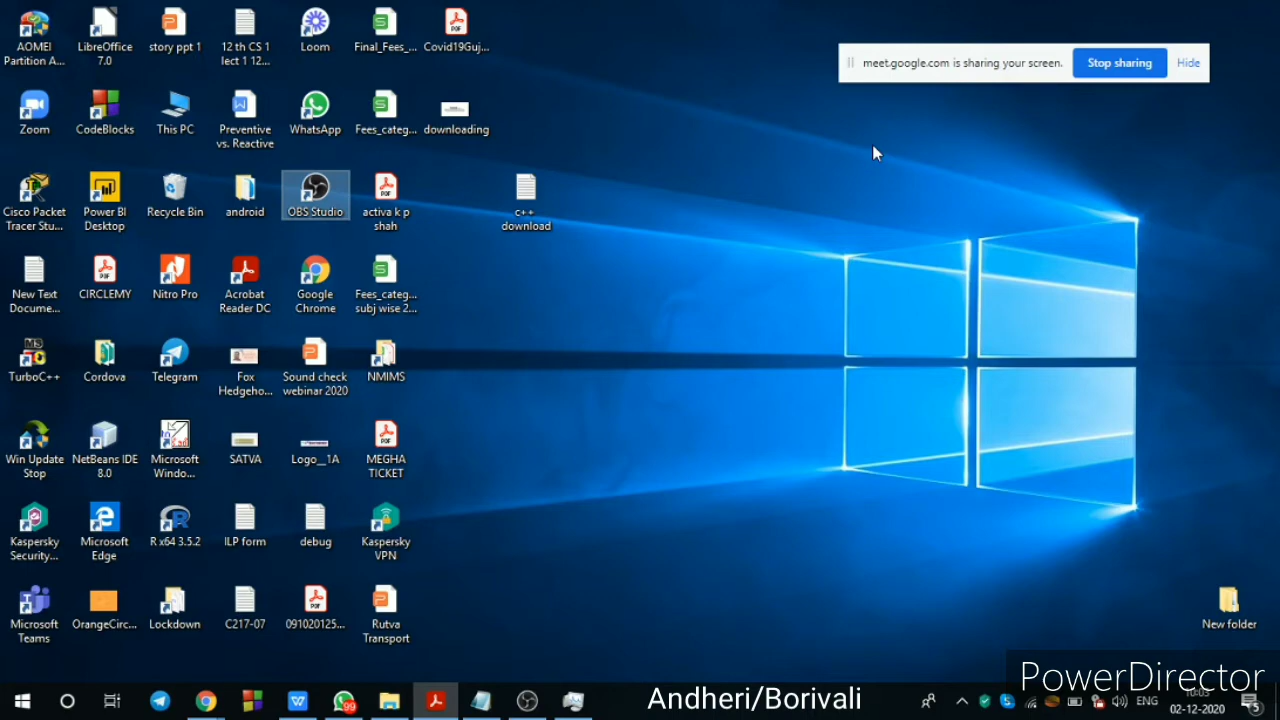 AOMEI
Partition A...
LibreOffice
7.0
story ppt 1
12 th CS 1
lect 1 12...
Loom
Final_Fees_...
Covid19Guj...
meet.google.com is sharing your screen.
Stop sharing
Hide
Zoom
CodeBlocks
This PC
Preventive
vs. Reactive
WhatsApp
Fees_categ...
downloading
Cisco Packet
Tracer Stu...
Power BI
Desktop
Recycle Bin
android
OBS Studio
activa k p
shah
c++
download
New Text
Docume...
CIRCLEMY
Nitro Pro
Acrobat
Reader DC
Google
Chrome
Fees_categ...
subj wise 2...
TurboC++
Cordova
Telegram
Fox
Hedgeho...
Sound check
webinar 2020
NMIMS
Win Update
Stop
NetBeans IDE
8.0
Microsoft
Windo...
SATVA
Logo__1A
MEGHA
TICKET
Kaspersky
Security...
Microsoft
Edge
R x64 3.5.2
ILP form
debug
Kaspersky
VPN
Microsoft
Teams
OrangeCirc...
Lockdown
C217-07
091020125...
Rutva
Transport
New folder
PowerDirector
99
Andheri/Borivali
ENG
10:03
02-12-2020
5